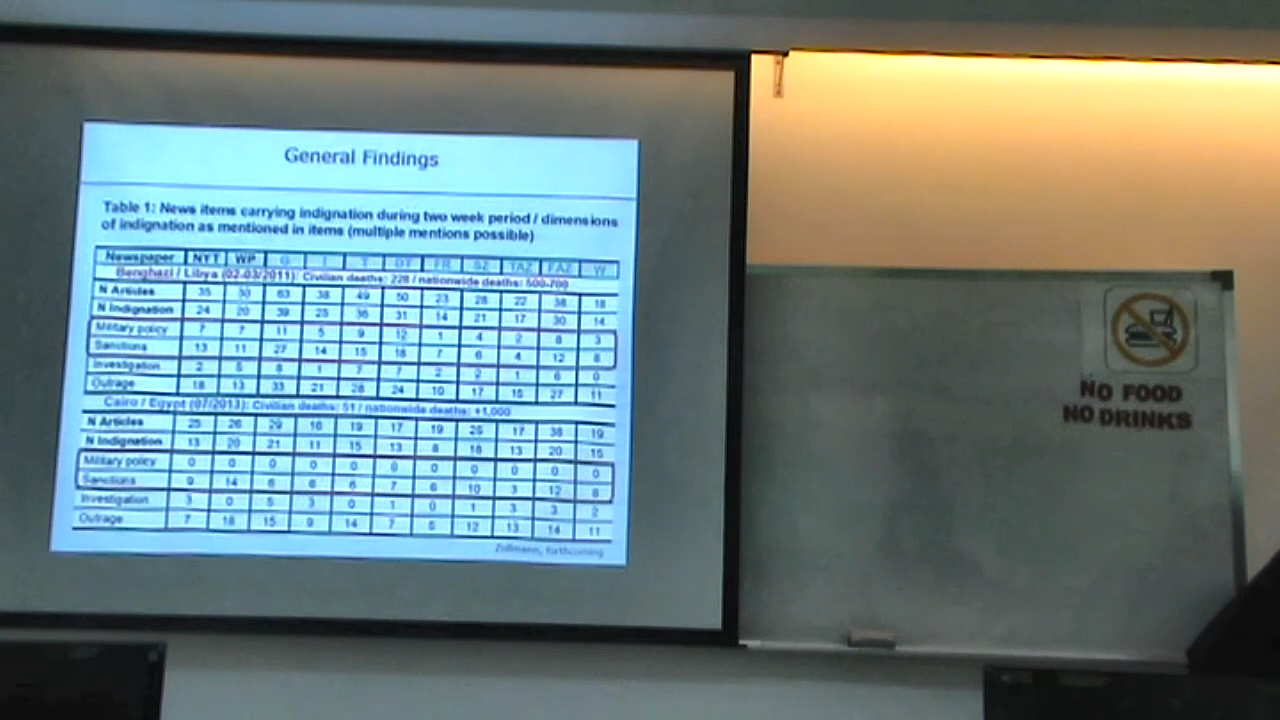 General Findings
Table 1: News items carrying indignation during two week period / dimensions
of indignation as mentioned in items (multiple mentions possible)
Newspaper NYT WP G I T DT FR SZ TAZ FAZ W
Benghazi / Libya (02-03/2011): Civilian deaths: 228 / nationwide deaths: 500-700
N Articles 35 50 63 38 49 50 23 28 22 38 18
N Indignation 24 20 39 25 36 31 14 21 17 30 14
Military policy 7 7 11 5 9 12 1 4 2 8 3
Sanctions 13 11 27 14 15 18 7 6 4 12 8
Investigation 2 8 1 7 7 2 2 1 6 0
Outrage 18 13 33 21 28 24 10 17 15 27 11
Cairo / Egypt (07/2013): Civilian deaths: 51 / nationwide deaths: +1,000
N Articles 25 26 29 16 19 17 19 25 17 38 19
N Indignation 13 20 21 11 15 13 8 18 13 20 15
Military policy 0 0 0 0 0 0 0 0 0 0 0
Sanctions 9 14 6 6 6 7 6 10 3 12 8
Investigation 3 0 5 3 0 1 0 1 3 3 2
Outrage 7 18 15 9 14 7 5 12 13 14 11
Zollmann, forthcoming
NO FOOD
NO DRINKS